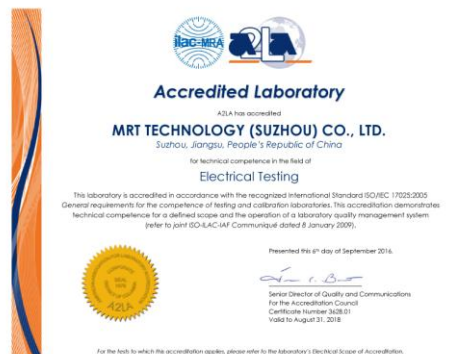 ilac-MRA
A2LA
Accredited Laboratory
A2LA has accredited
MRT TECHNOLOGY (SUZHOU) CO., LTD.
Suzhou, Jiangsu, People's Republic of China
for technical competence in the field of
Electrical Testing
This laboratory is accredited in accordance with the recognized International Standard ISO/IEC 17025:2005
General requirements for the competence of testing and calibration laboratories. This accreditation demonstrates
technical competence for a defined scope and the operation of a laboratory quality management system
(refer to joint ISO-ILAC-IAF Communiqué dated 8 January 2009).
Presented this 6th day of September 2016.
Senior Director of Quality and Communications
For the Accreditation Council
Certificate Number 3628.01
Valid to August 31, 2018
CORPORATE
SEAL
A2LA
For the tests to which this accreditation applies, please refer to the laboratory's Electrical Scope of Accreditation.